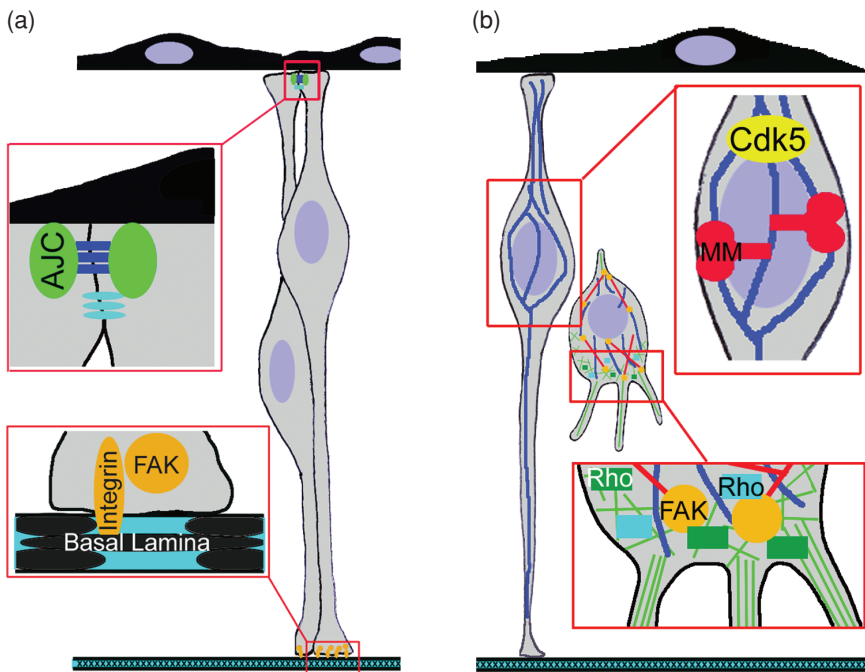 (a)
AJC
Integrin
FAK
Basal Lamina
(b)
Cdk5
MM
Rho
Rho
FAK